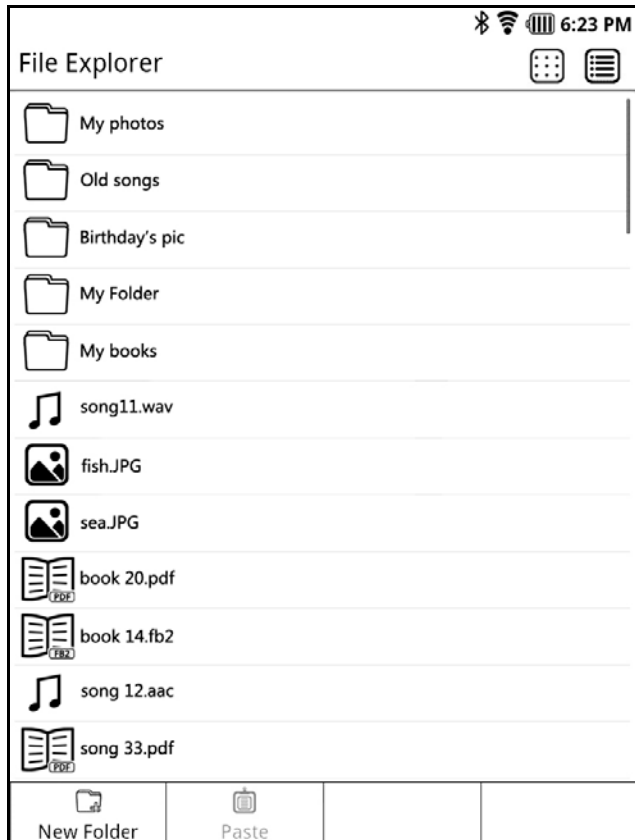 6:23 PM
File Explorer
My photos
Old songs
Birthday's pic
My Folder
My books
song11.wav
fish.JPG
sea.JPG
book 20.pdf
PDF
book 14.fb2
FB2
song 12.aac
song 33.pdf
PDF
New Folder
Paste